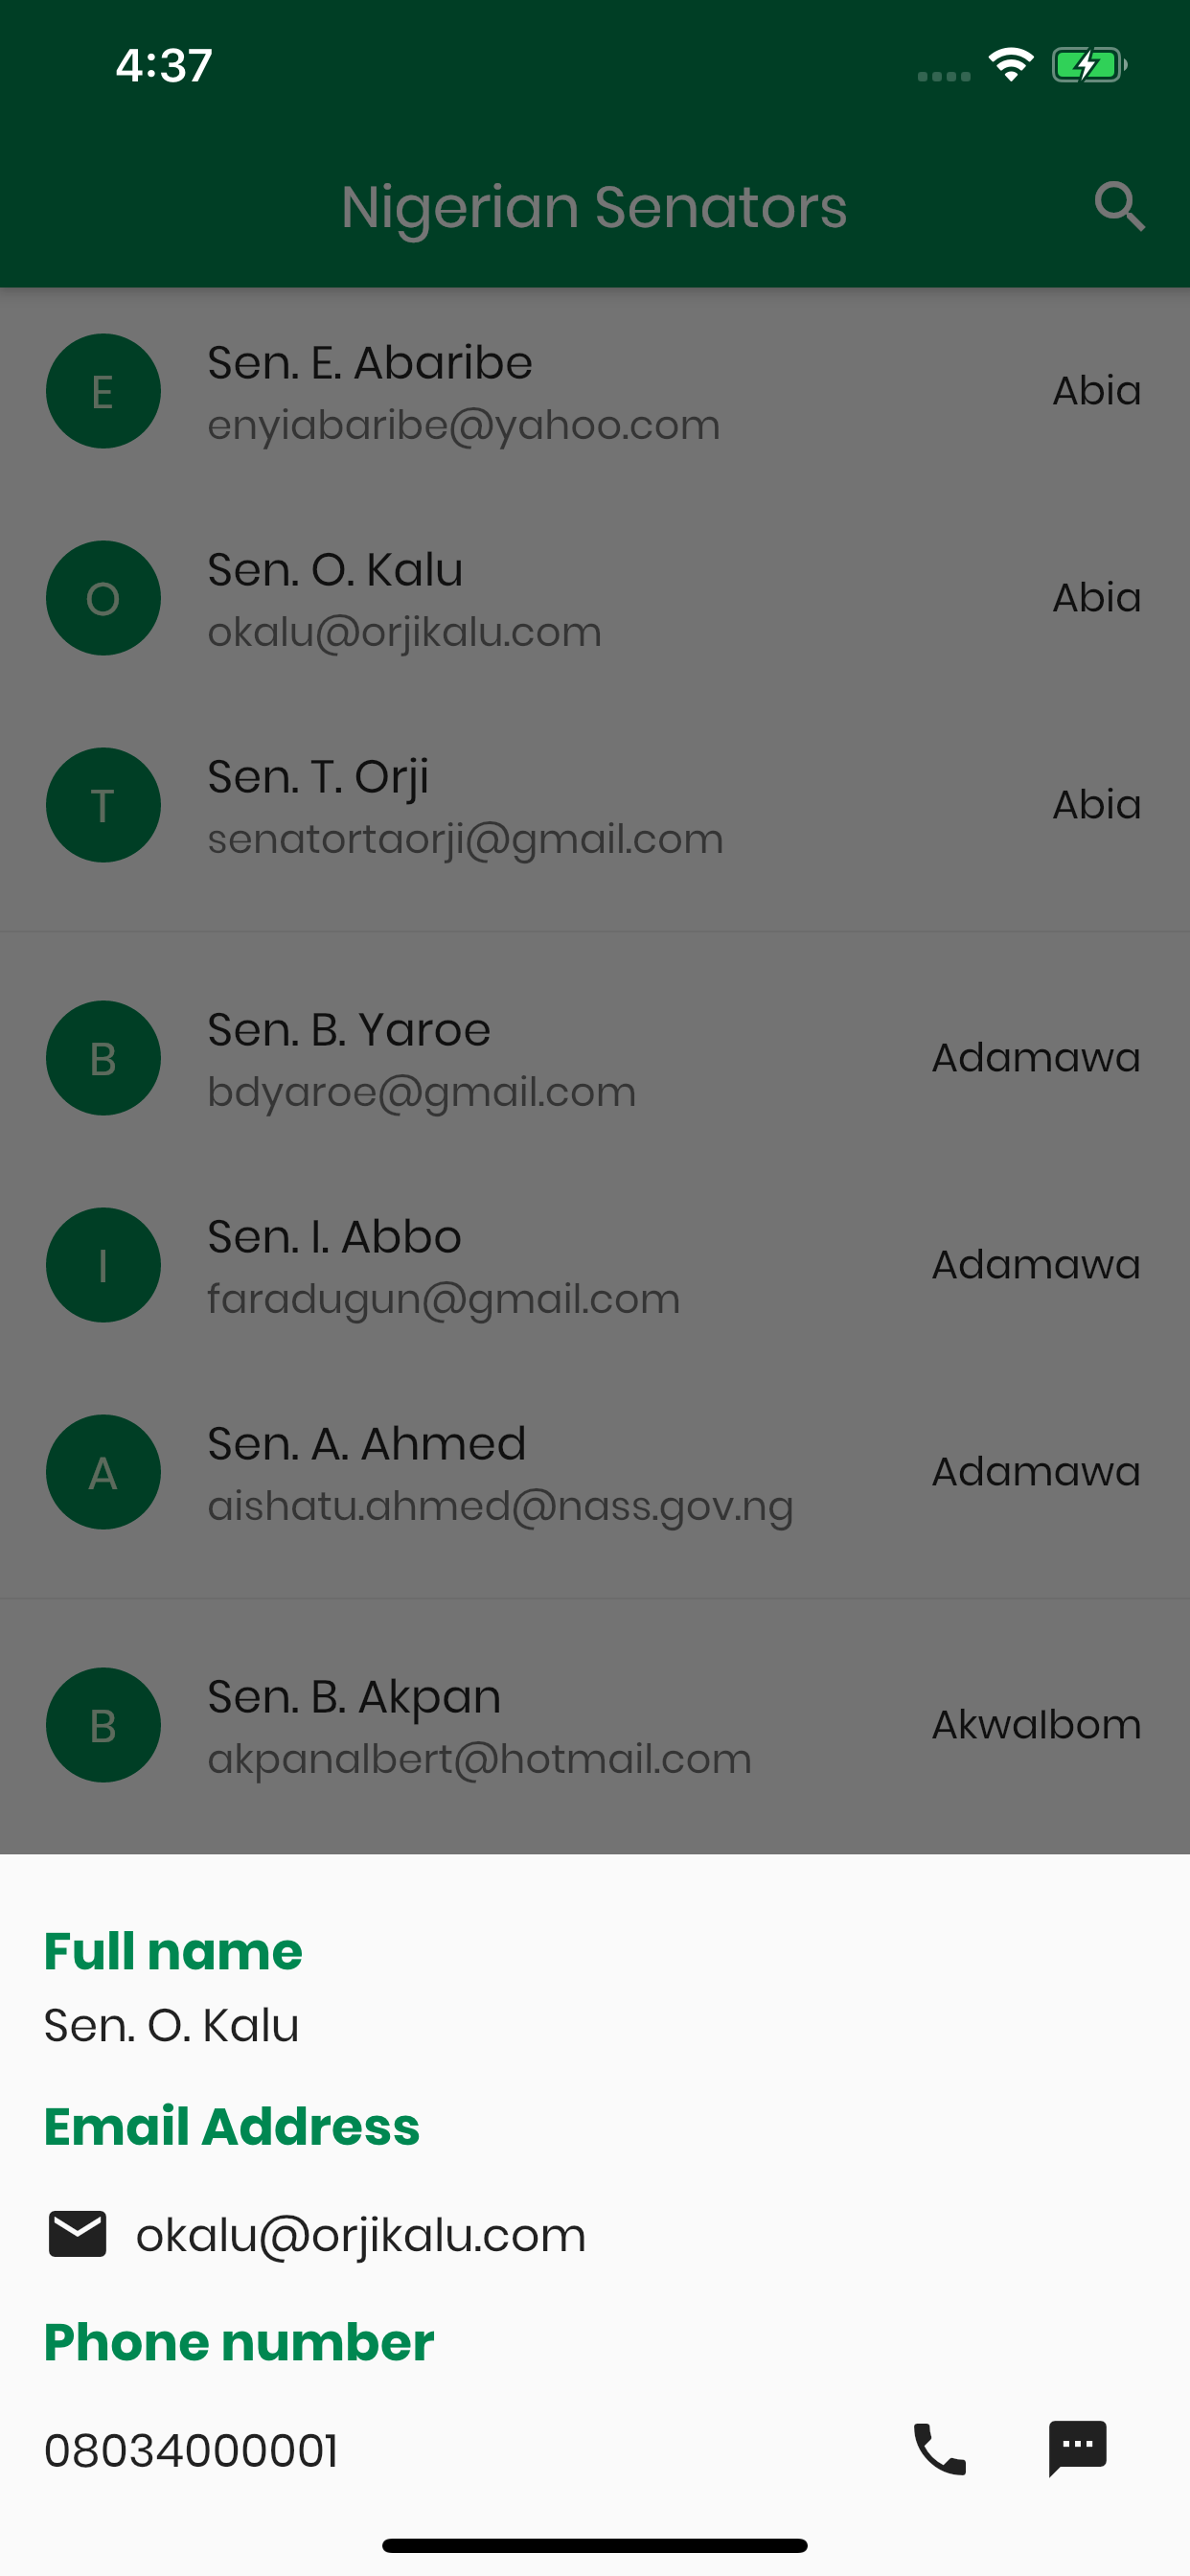 4:37
Nigerian Senators
E
Sen. E. Abaribe
enyiabaribe@yahoo.com
Abia
O
Sen. O. Kalu
okalu@orjikalu.com
Abia
T
Sen. T. Orji
senatortaorji@gmail.com
Abia
B
Sen. B. Yaroe
bdyaroe@gmail.com
Adamawa
I
Sen. I. Abbo
faradugun@gmail.com
Adamawa
A
Sen. A. Ahmed
aishatu.ahmed@nass.gov.ng
Adamawa
B
Sen. B. Akpan
akpanalbert@hotmail.com
AkwaIbom
Full name
Sen. O. Kalu
Email Address
okalu@orjikalu.com
Phone number
08034000001